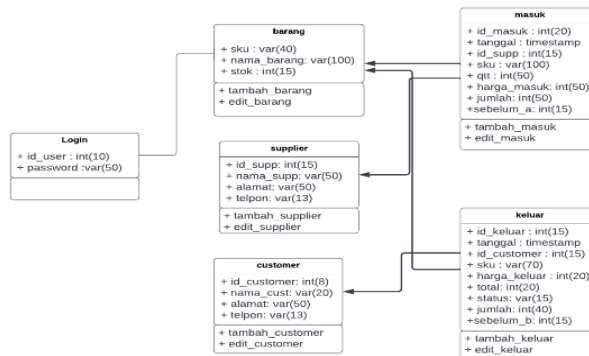 barang
+ sku : var(40)
+ nama_barang: var(100)
+ stok : int(15)
+ tambah_barang
+ edit_barang
masuk
+ id_masuk : int(20)
+ tanggal : timestamp
+ id_supp : int(15)
+ sku : var(100)
+ qtt : int(50)
+ harga_masuk: int(50)
+ jumlah: int(50)
+sebelum_a: int(15)
+ tambah_masuk
+ edit_masuk
Login
+ id_user : int(10)
+ password :var(50)
supplier
+ id_supp: int(15)
+ nama_supp: var(50)
+ alamat: var(50)
+ telpon: var(13)
+ tambah_supplier
+ edit_supplier
customer
+ id_customer: int(8)
+ nama_cust: var(20)
+ alamat: var(50)
+ telpon: var(13)
+ tambah_customer
+ edit_customer
keluar
+ id_keluar : int(15)
+ tanggal : timestamp
+ id_customer : int(15)
+ sku : var(70)
+ harga_keluar : int(20)
+ total: int(20)
+ status: var(15)
+ jumlah: int(40)
+sebelum_b: int(15)
+ tambah_keluar
+ edit_keluar